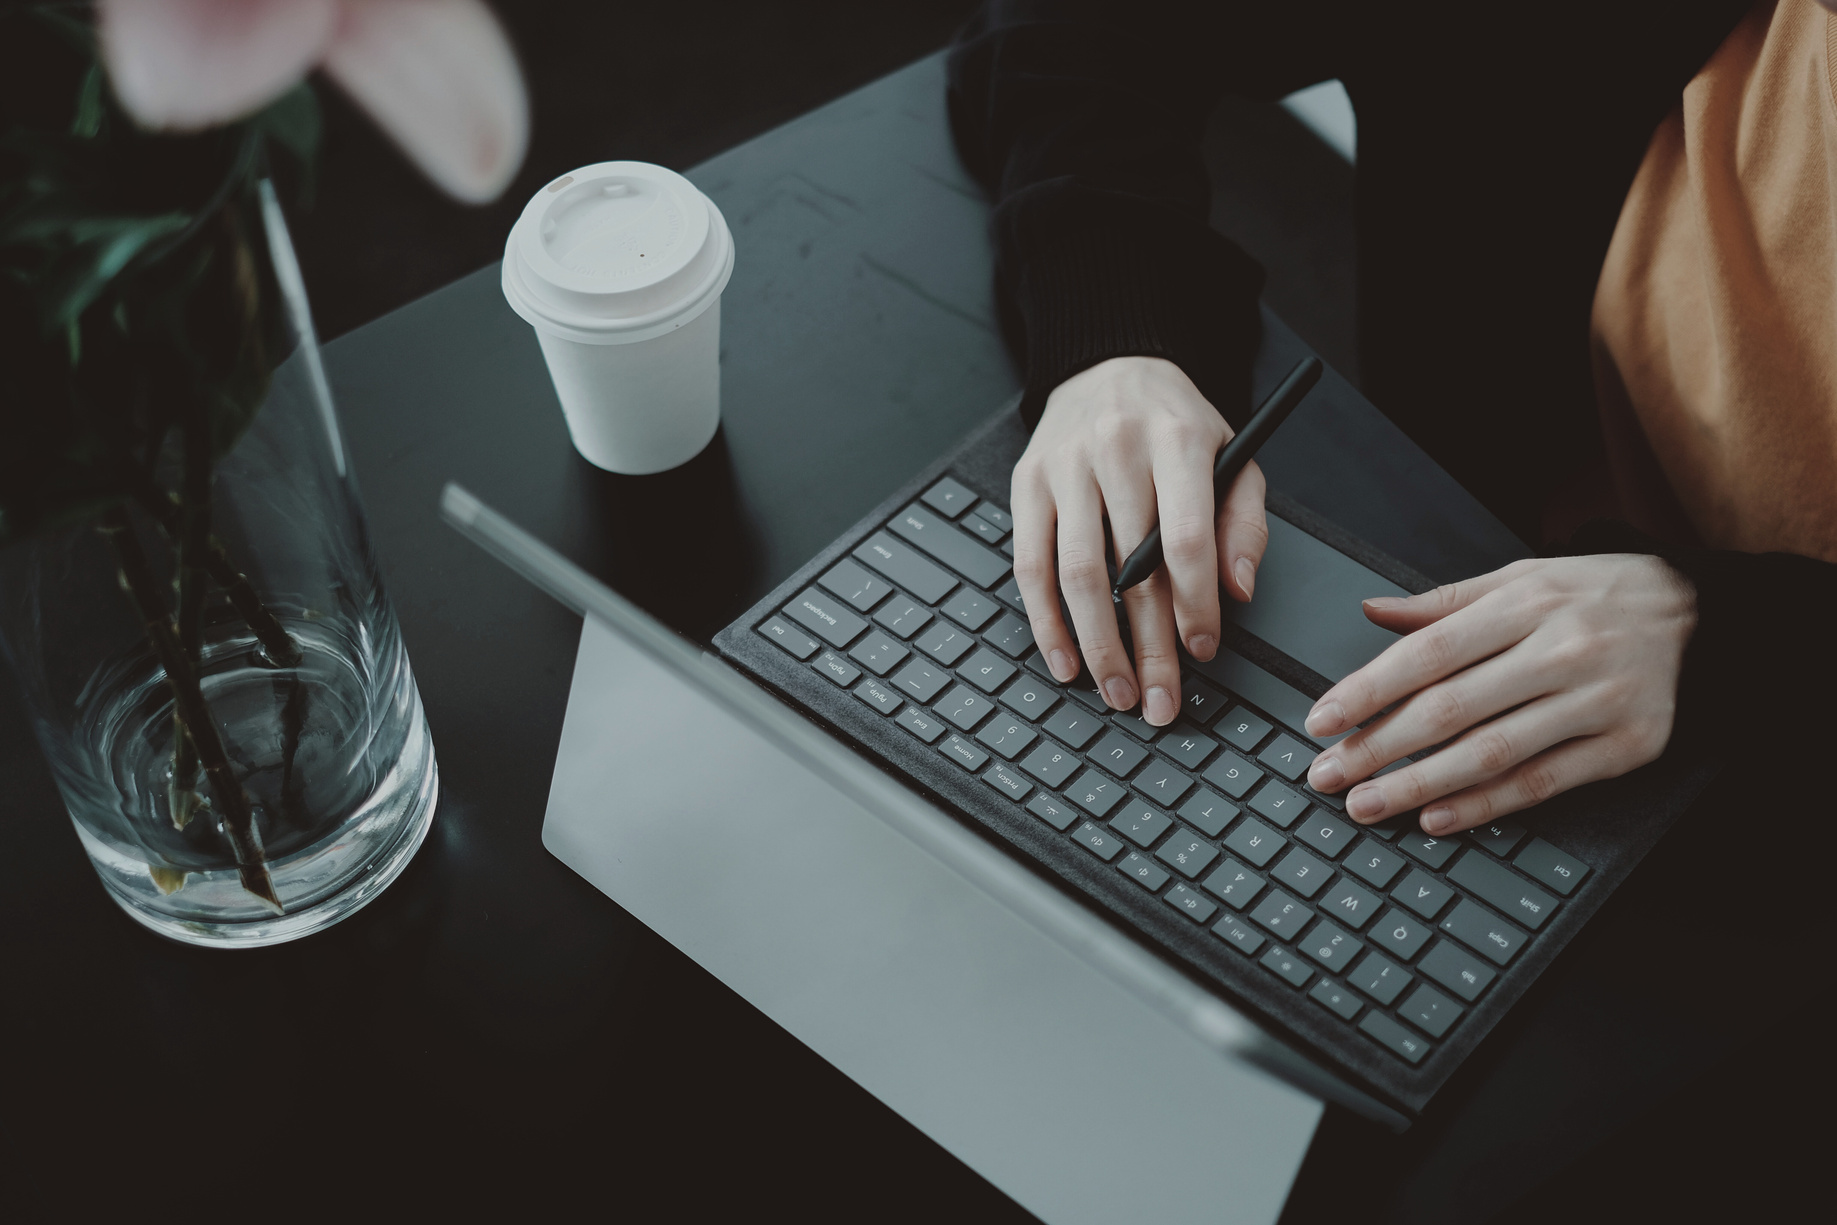 Esc
Home
End
PgUp
PgDn
Del
PrtScn
~ `
! 1
@ 2
# 3
$ 4
% 5
^ 6
& 7
* 8
( 9
) 0
_ -
+ =
Backspace
Tab
Q
W
E
R
T
Y
U
I
O
P
{ [
} ]
| \
Caps
A
S
D
F
G
H
: ;
" '
Enter
Shift
Z
V
B
N
Shift
Ctrl
Fn